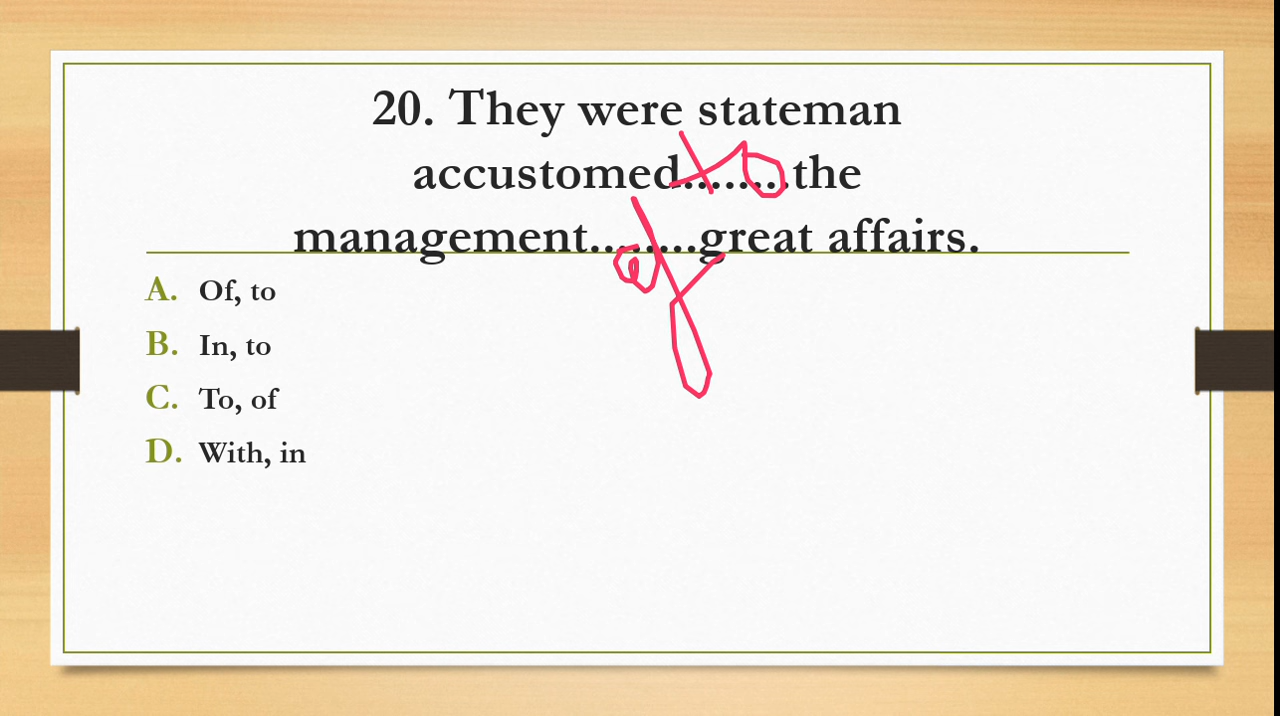 20. They were stateman
accustomed........the
to
management........great affairs.
of
A. Of, to
B. In, to
C. To, of
D. With, in